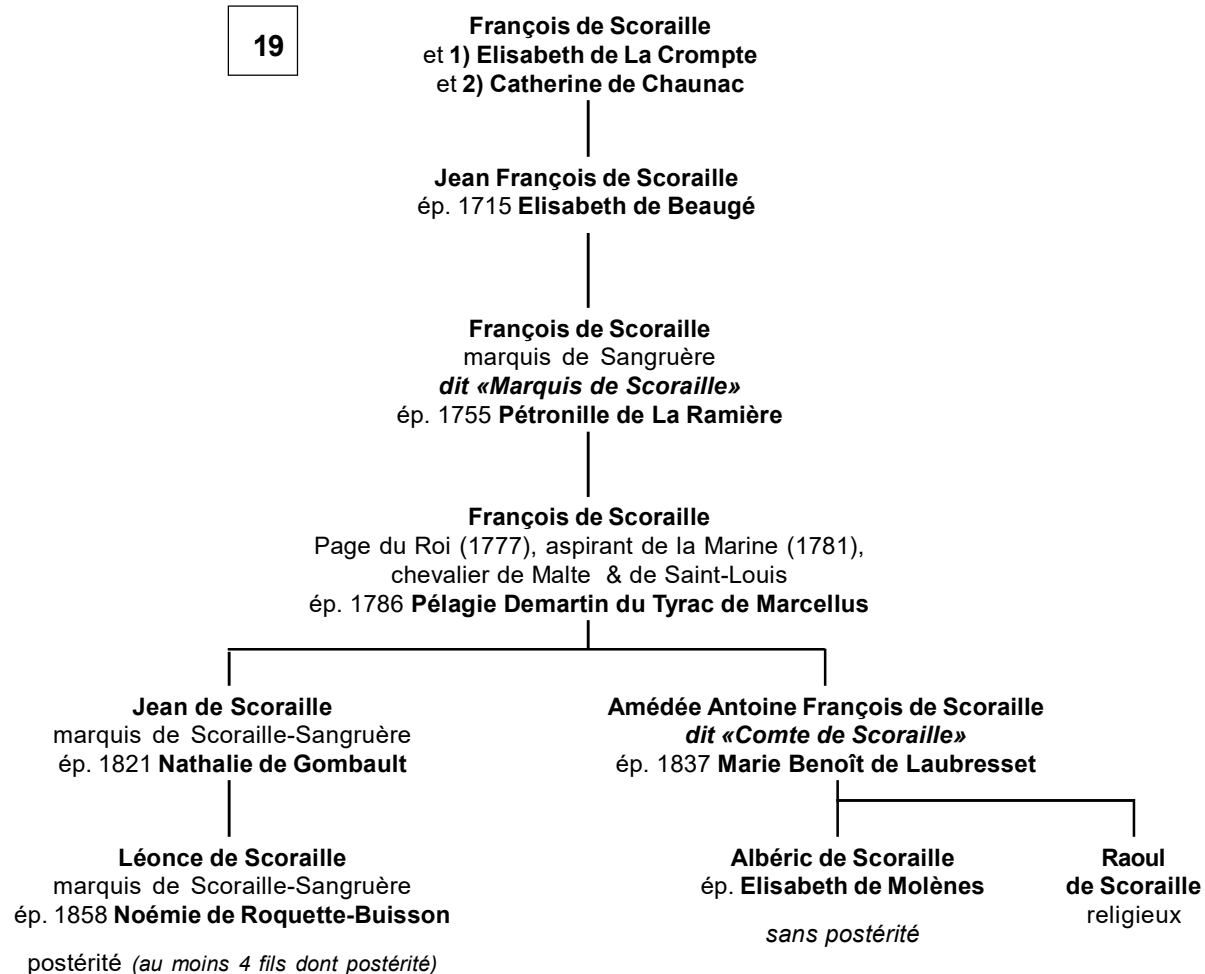 19
François de Scoraille
et 1) Elisabeth de La Crompte
et 2) Catherine de Chaunac
Jean François de Scoraille
ép. 1715 Elisabeth de Beaugé
François de Scoraille
marquis de Sangruère
dit «Marquis de Scoraille»
ép. 1755 Pétronille de La Ramière
François de Scoraille
Page du Roi (1777), aspirant de la Marine (1781),
chevalier de Malte & de Saint-Louis
ép. 1786 Pélagie Demartin du Tyrac de Marcellus
Jean de Scoraille
marquis de Scoraille-Sangruère
ép. 1821 Nathalie de Gombault
Amédée Antoine François de Scoraille
dit «Comte de Scoraille»
ép. 1837 Marie Benoît de Laubresset
Léonce de Scoraille
marquis de Scoraille-Sangruère
ép. 1858 Noémie de Roquette-Buisson
postérité (au moins 4 fils dont postérité)
Albéric de Scoraille
ép. Elisabeth de Molènes
sans postérité
Raoul
de Scoraille
religieux